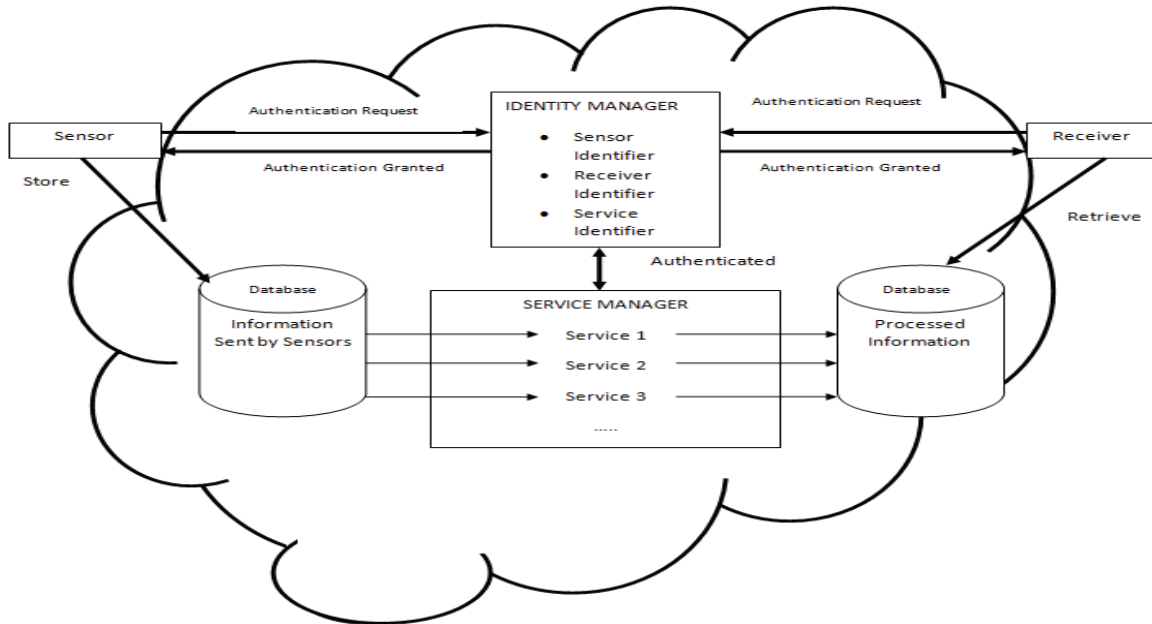 Authentication Request
IDENTITY MANAGER
Authentication Request
Sensor
• Sensor
Identifier
• Receiver
Identifier
• Service
Identifier
Receiver
Authentication Granted
Authentication Granted
Store
Retrieve
Authenticated
Database
Information
Sent by Sensors
SERVICE MANAGER
Service 1
Service 2
Service 3
.....
Database
Processed
Information